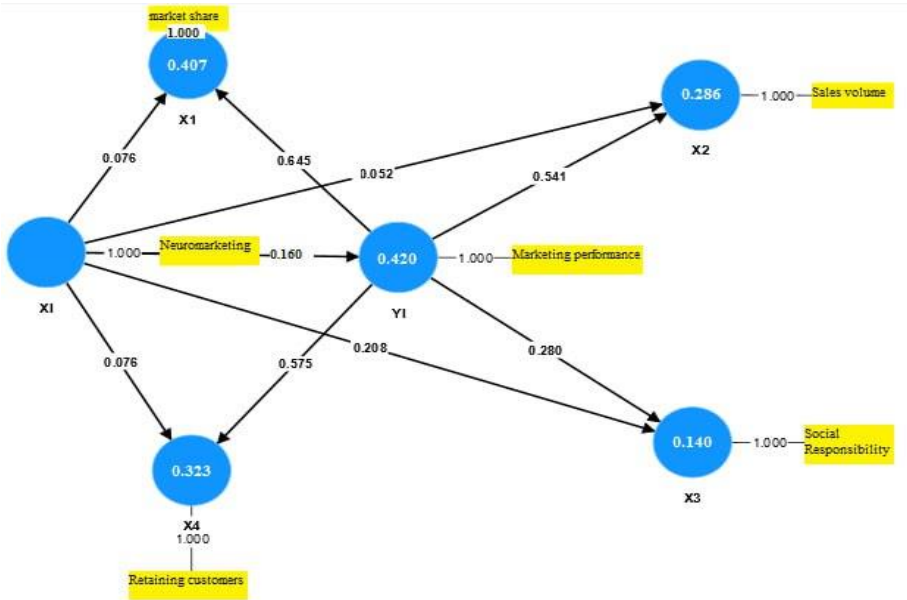 market share
1.000
0.407
X1
0.286
1.000
Sales volume
X2
0.076
0.645
0.052
0.541
1.000
Neuromarketing
0.160
0.420
1.000
Marketing performance
XI
YI
0.076
0.575
0.208
0.280
0.323
X4
1.000
Retaining customers
0.140
1.000
Social
Responsibility
X3